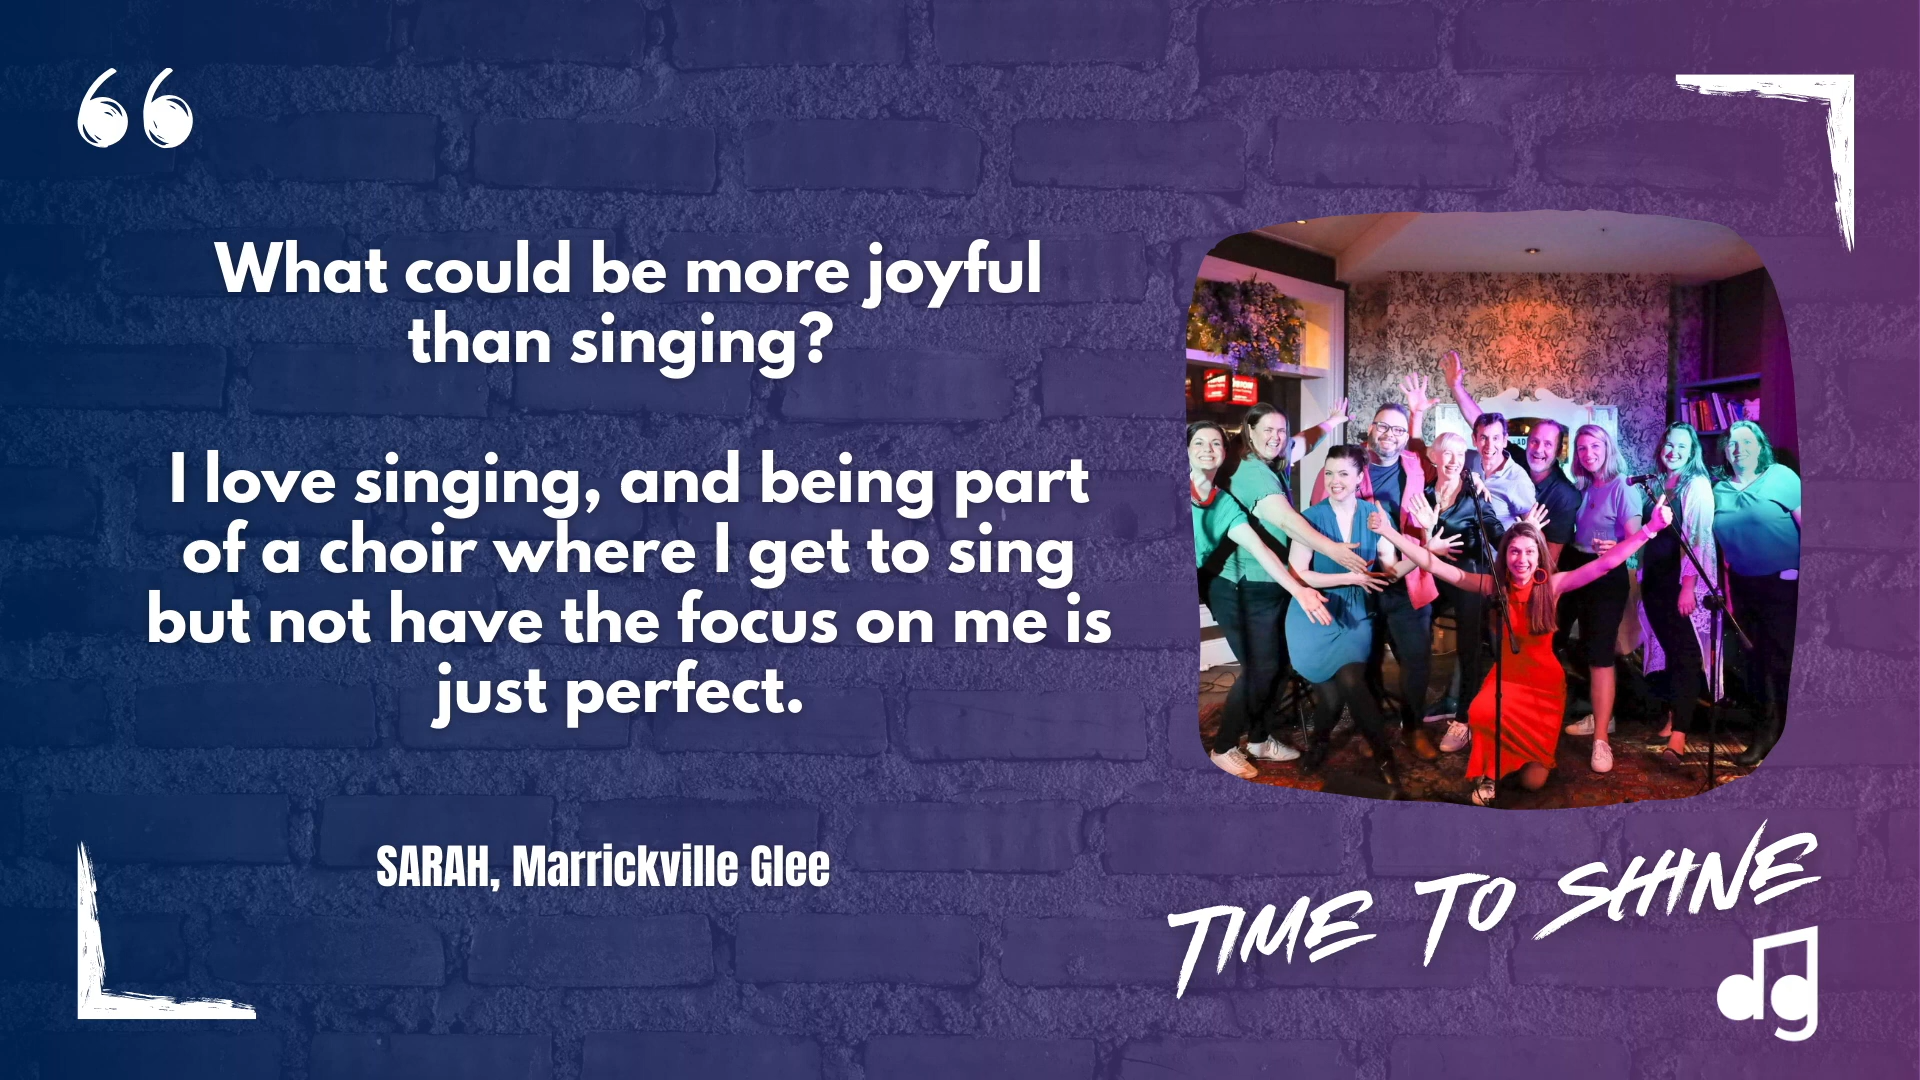 What could be more joyful
than singing?
I love singing, and being part
of a choir where I get to sing
but not have the focus on me is
just perfect.
SARAH, Marrickville Glee
TIME TO SHINE
dg